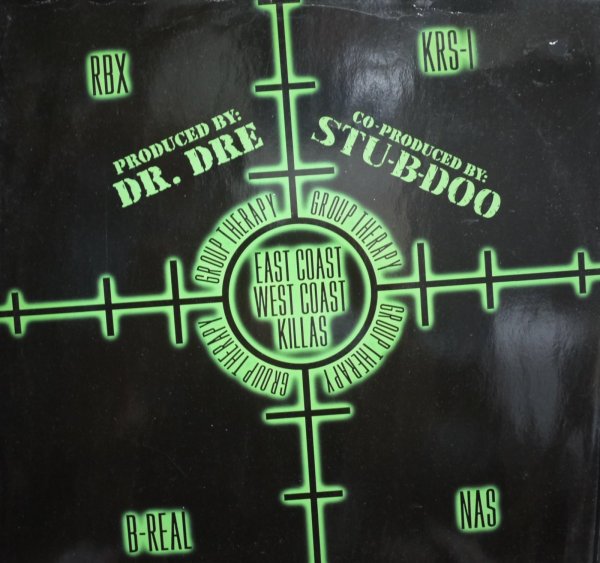 RBX
KRS-1
PRODUCED BY:
DR. DRE
CO-PRODUCED BY:
STU-B-DOO
GROUP THERAPY
GROUP THERAPY
EAST COAST
WEST COAST
KILLAS
GROUP THERAPY
GROUP THERAPY
B-REAL
NAS